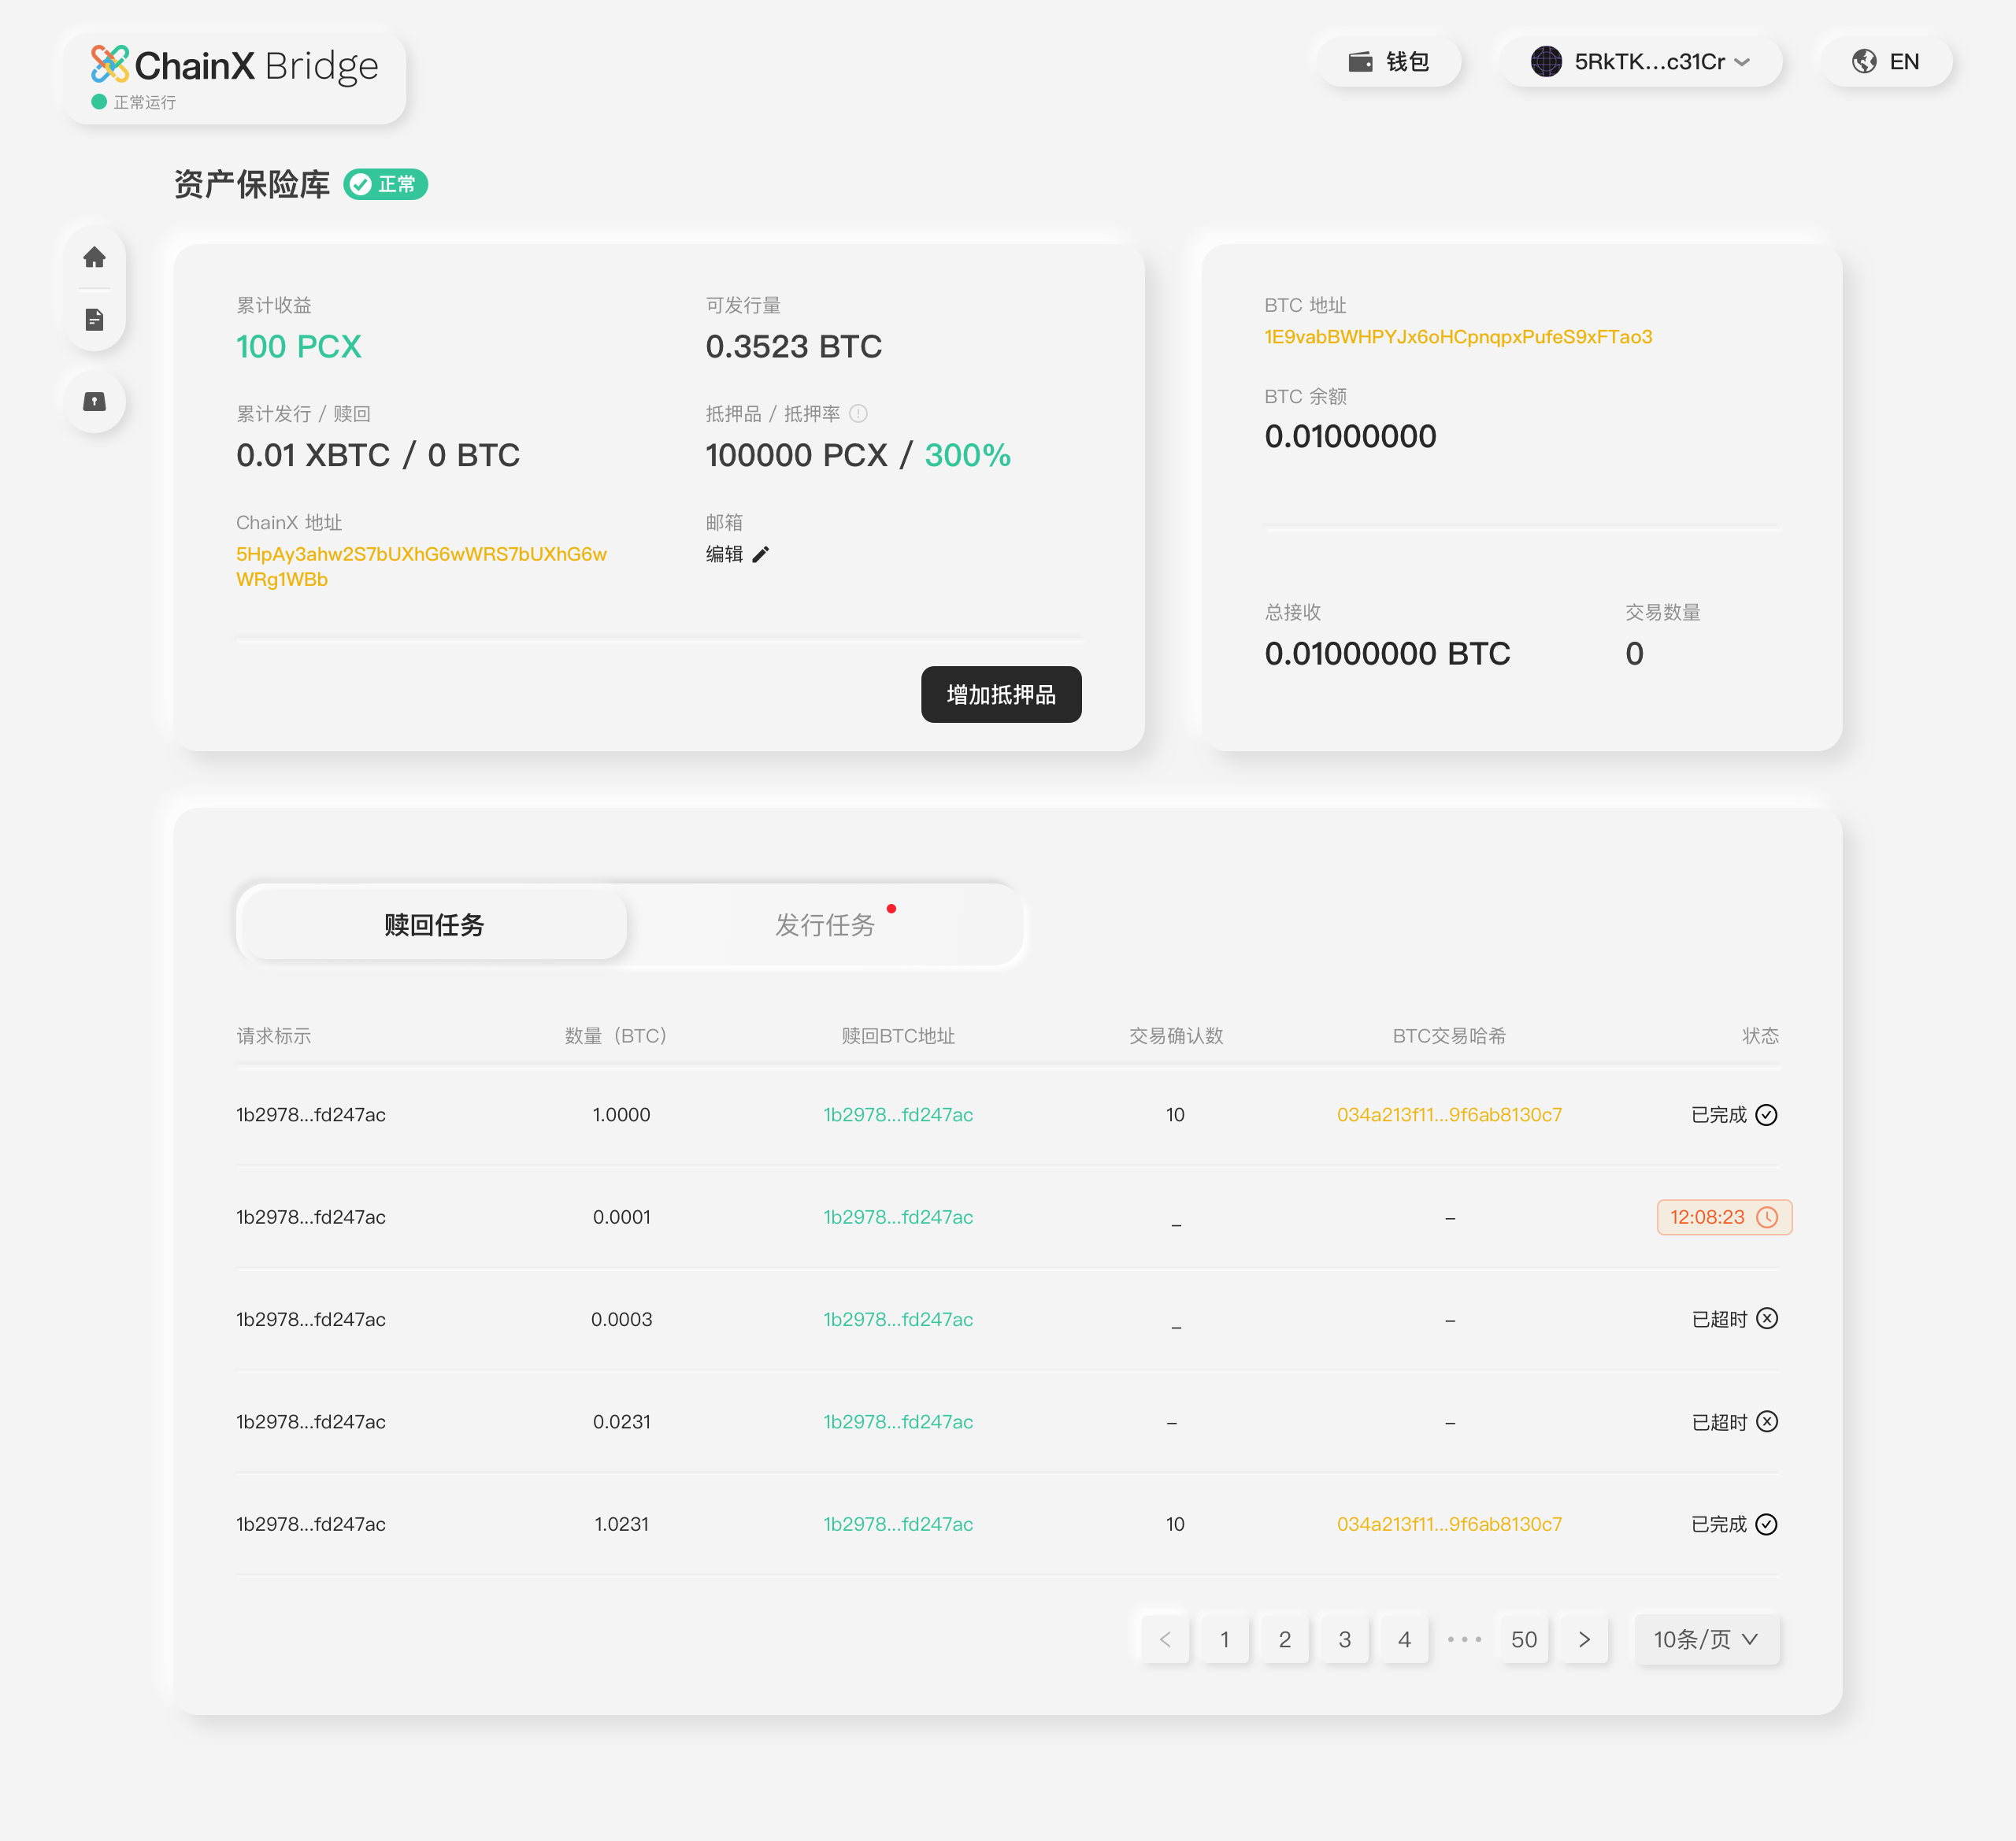 ChainX Bridge
正常运行
钱包
5RkTK...c31Cr
EN
资产保险库
正常
累计收益
100 PCX
可发行量
0.3523 BTC
累计发行 / 赎回
0.01 XBTC / 0 BTC
抵押品 / 抵押率
100000 PCX / 300%
ChainX 地址
5HpAy3ahw2S7bUXhG6wWRS7bUXhG6w
WRg1WBb
邮箱
编辑
增加抵押品
BTC 地址
1E9vabBWHPYJx6oHCpnqpxPufeS9xFTao3
BTC 余额
0.01000000
总接收
0.01000000 BTC
交易数量
0
赎回任务
发行任务
请求标示 数量（BTC） 赎回BTC地址 交易确认数 BTC交易哈希 状态
1b2978...fd247ac 1.0000 1b2978...fd247ac 10 034a213f11...9f6ab8130c7 已完成
1b2978...fd247ac 0.0001 1b2978...fd247ac _ – 12:08:23
1b2978...fd247ac 0.0003 1b2978...fd247ac _ – 已超时
1b2978...fd247ac 0.0231 1b2978...fd247ac – – 已超时
1b2978...fd247ac 1.0231 1b2978...fd247ac 10 034a213f11...9f6ab8130c7 已完成
< 1 2 3 4 ••• 50 > 10条/页